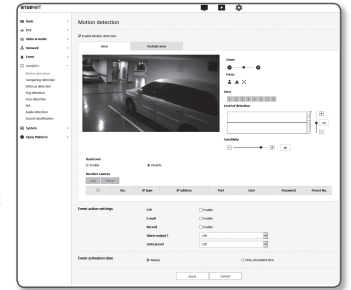 WISENET
Motion detection
Basic
PTZ
Video & Audio
Network
Event
Analytics
Motion detection
Tampering detection
Defocus detection
Fog detection
Face detection
IVA
Audio detection
Sound classification
System
Open Platform
Enable Motion detection
Area
Exclude area
Zoom
Focus
Area
Level of detection
Sensitivity
Handover
Enable
Disable
Receiver camera
Add
Delete
No.
IP type
IP address
Port
User
Password
Preset No.
Event action settings
FTP
Enable
E-mail
Enable
Record
Enable
Alarm output 1
Off
Goto preset
Off
Event activation time
Always
Only scheduled time
Apply
Cancel